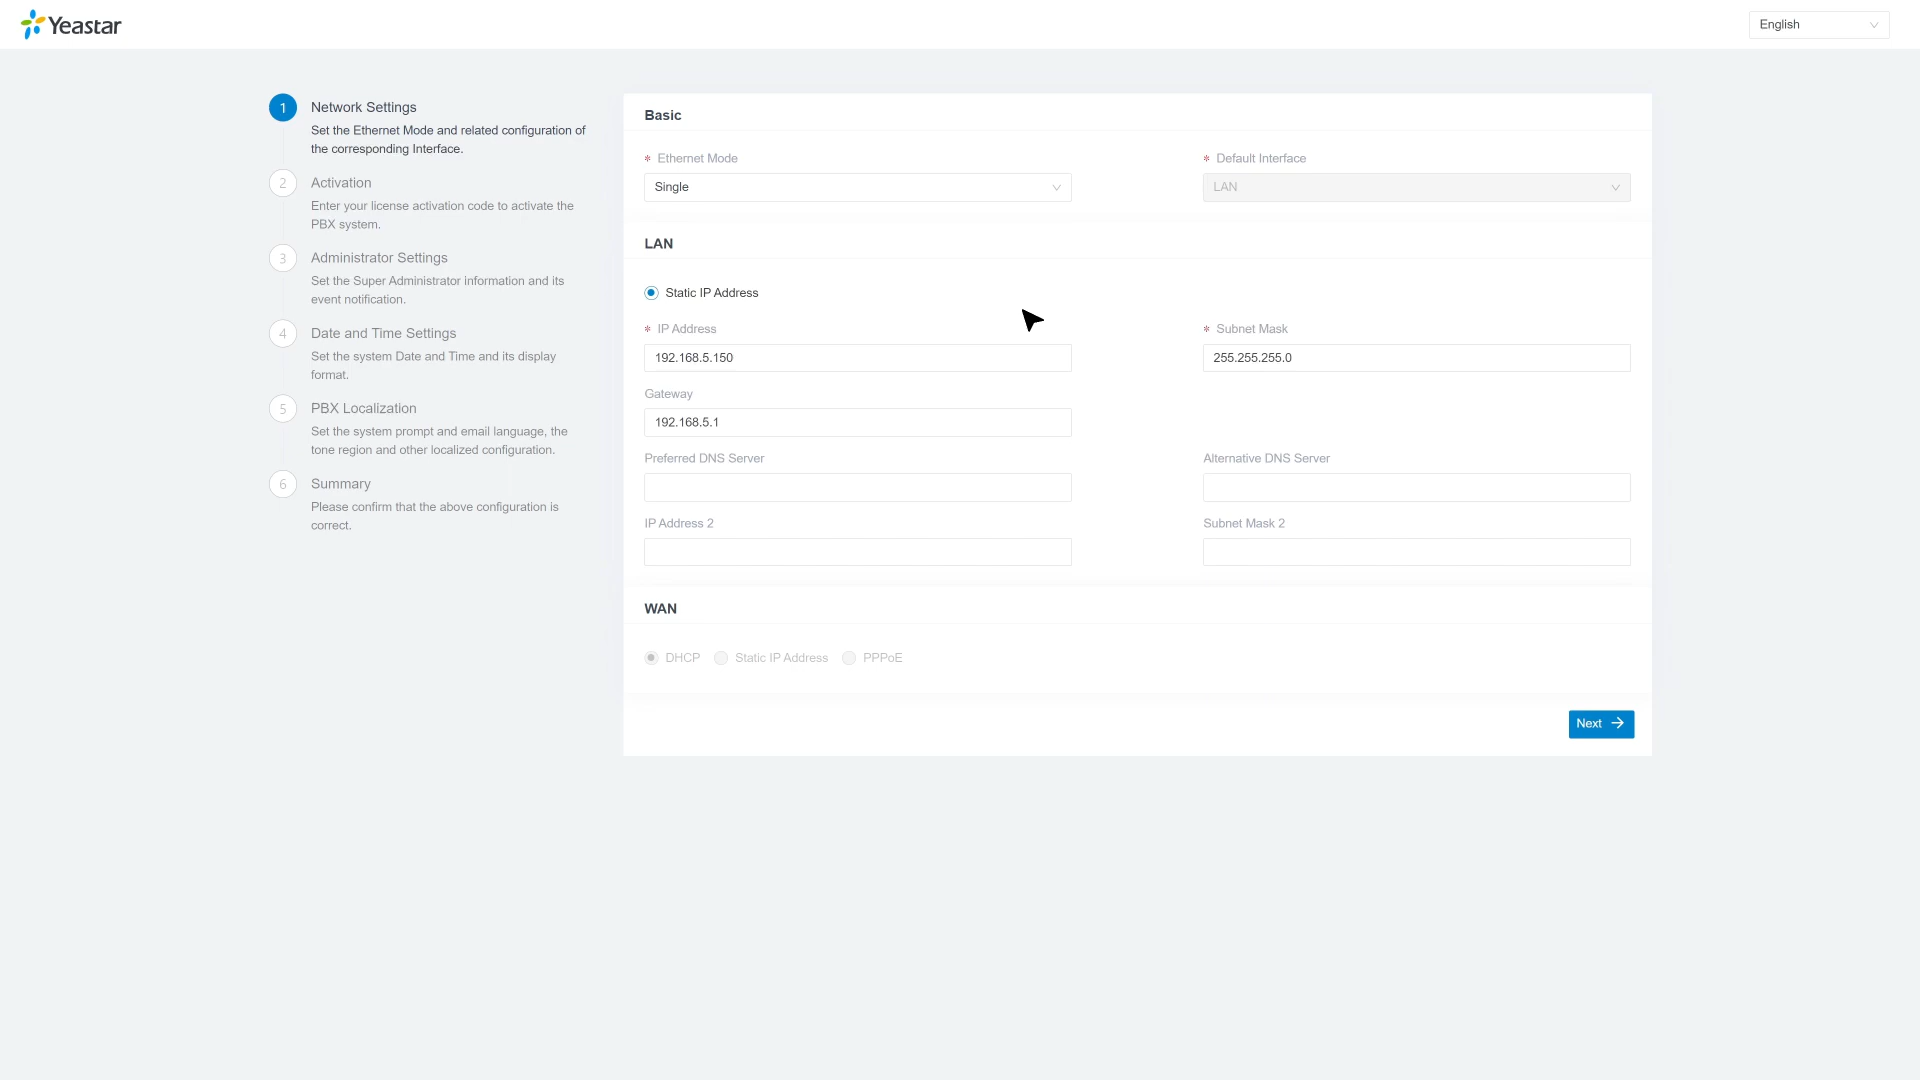 Yeastar
English
1
Network Settings
Set the Ethernet Mode and related configuration of
the corresponding Interface.
2
Activation
Enter your license activation code to activate the
PBX system.
3
Administrator Settings
Set the Super Administrator information and its
event notification.
4
Date and Time Settings
Set the system Date and Time and its display
format.
5
PBX Localization
Set the system prompt and email language, the
tone region and other localized configuration.
6
Summary
Please confirm that the above configuration is
correct.
Basic
* Ethernet Mode
Single
* Default Interface
LAN
LAN
Static IP Address
* IP Address
192.168.5.150
* Subnet Mask
255.255.255.0
Gateway
192.168.5.1
Preferred DNS Server
Alternative DNS Server
IP Address 2
Subnet Mask 2
WAN
DHCP Static IP Address PPPoE
Next